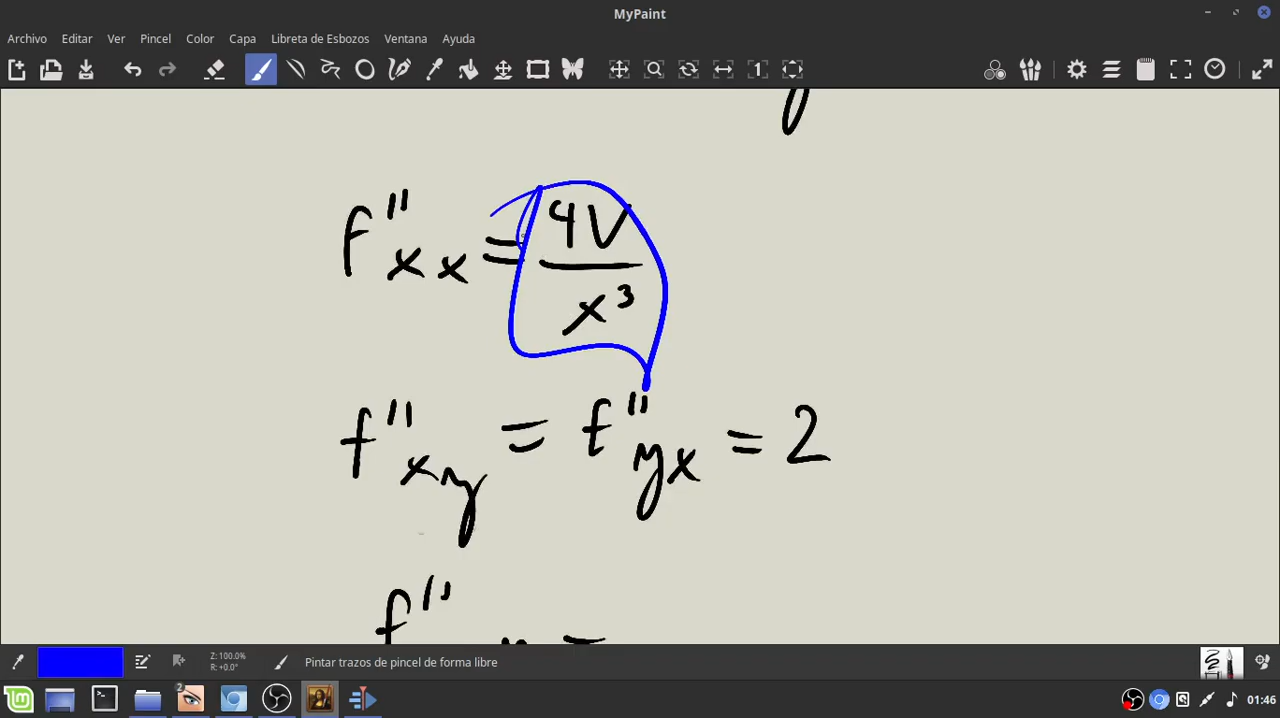 MyPaint
Archivo Editar Ver Pincel Color Capa Libreta de Esbozos Ventana Ayuda
f''xx = 4V/x³
f''xy = f''yx = 2
f''
Z: 100.0%
R: +0.0°
Pintar trazos de pincel de forma libre
2
01:46